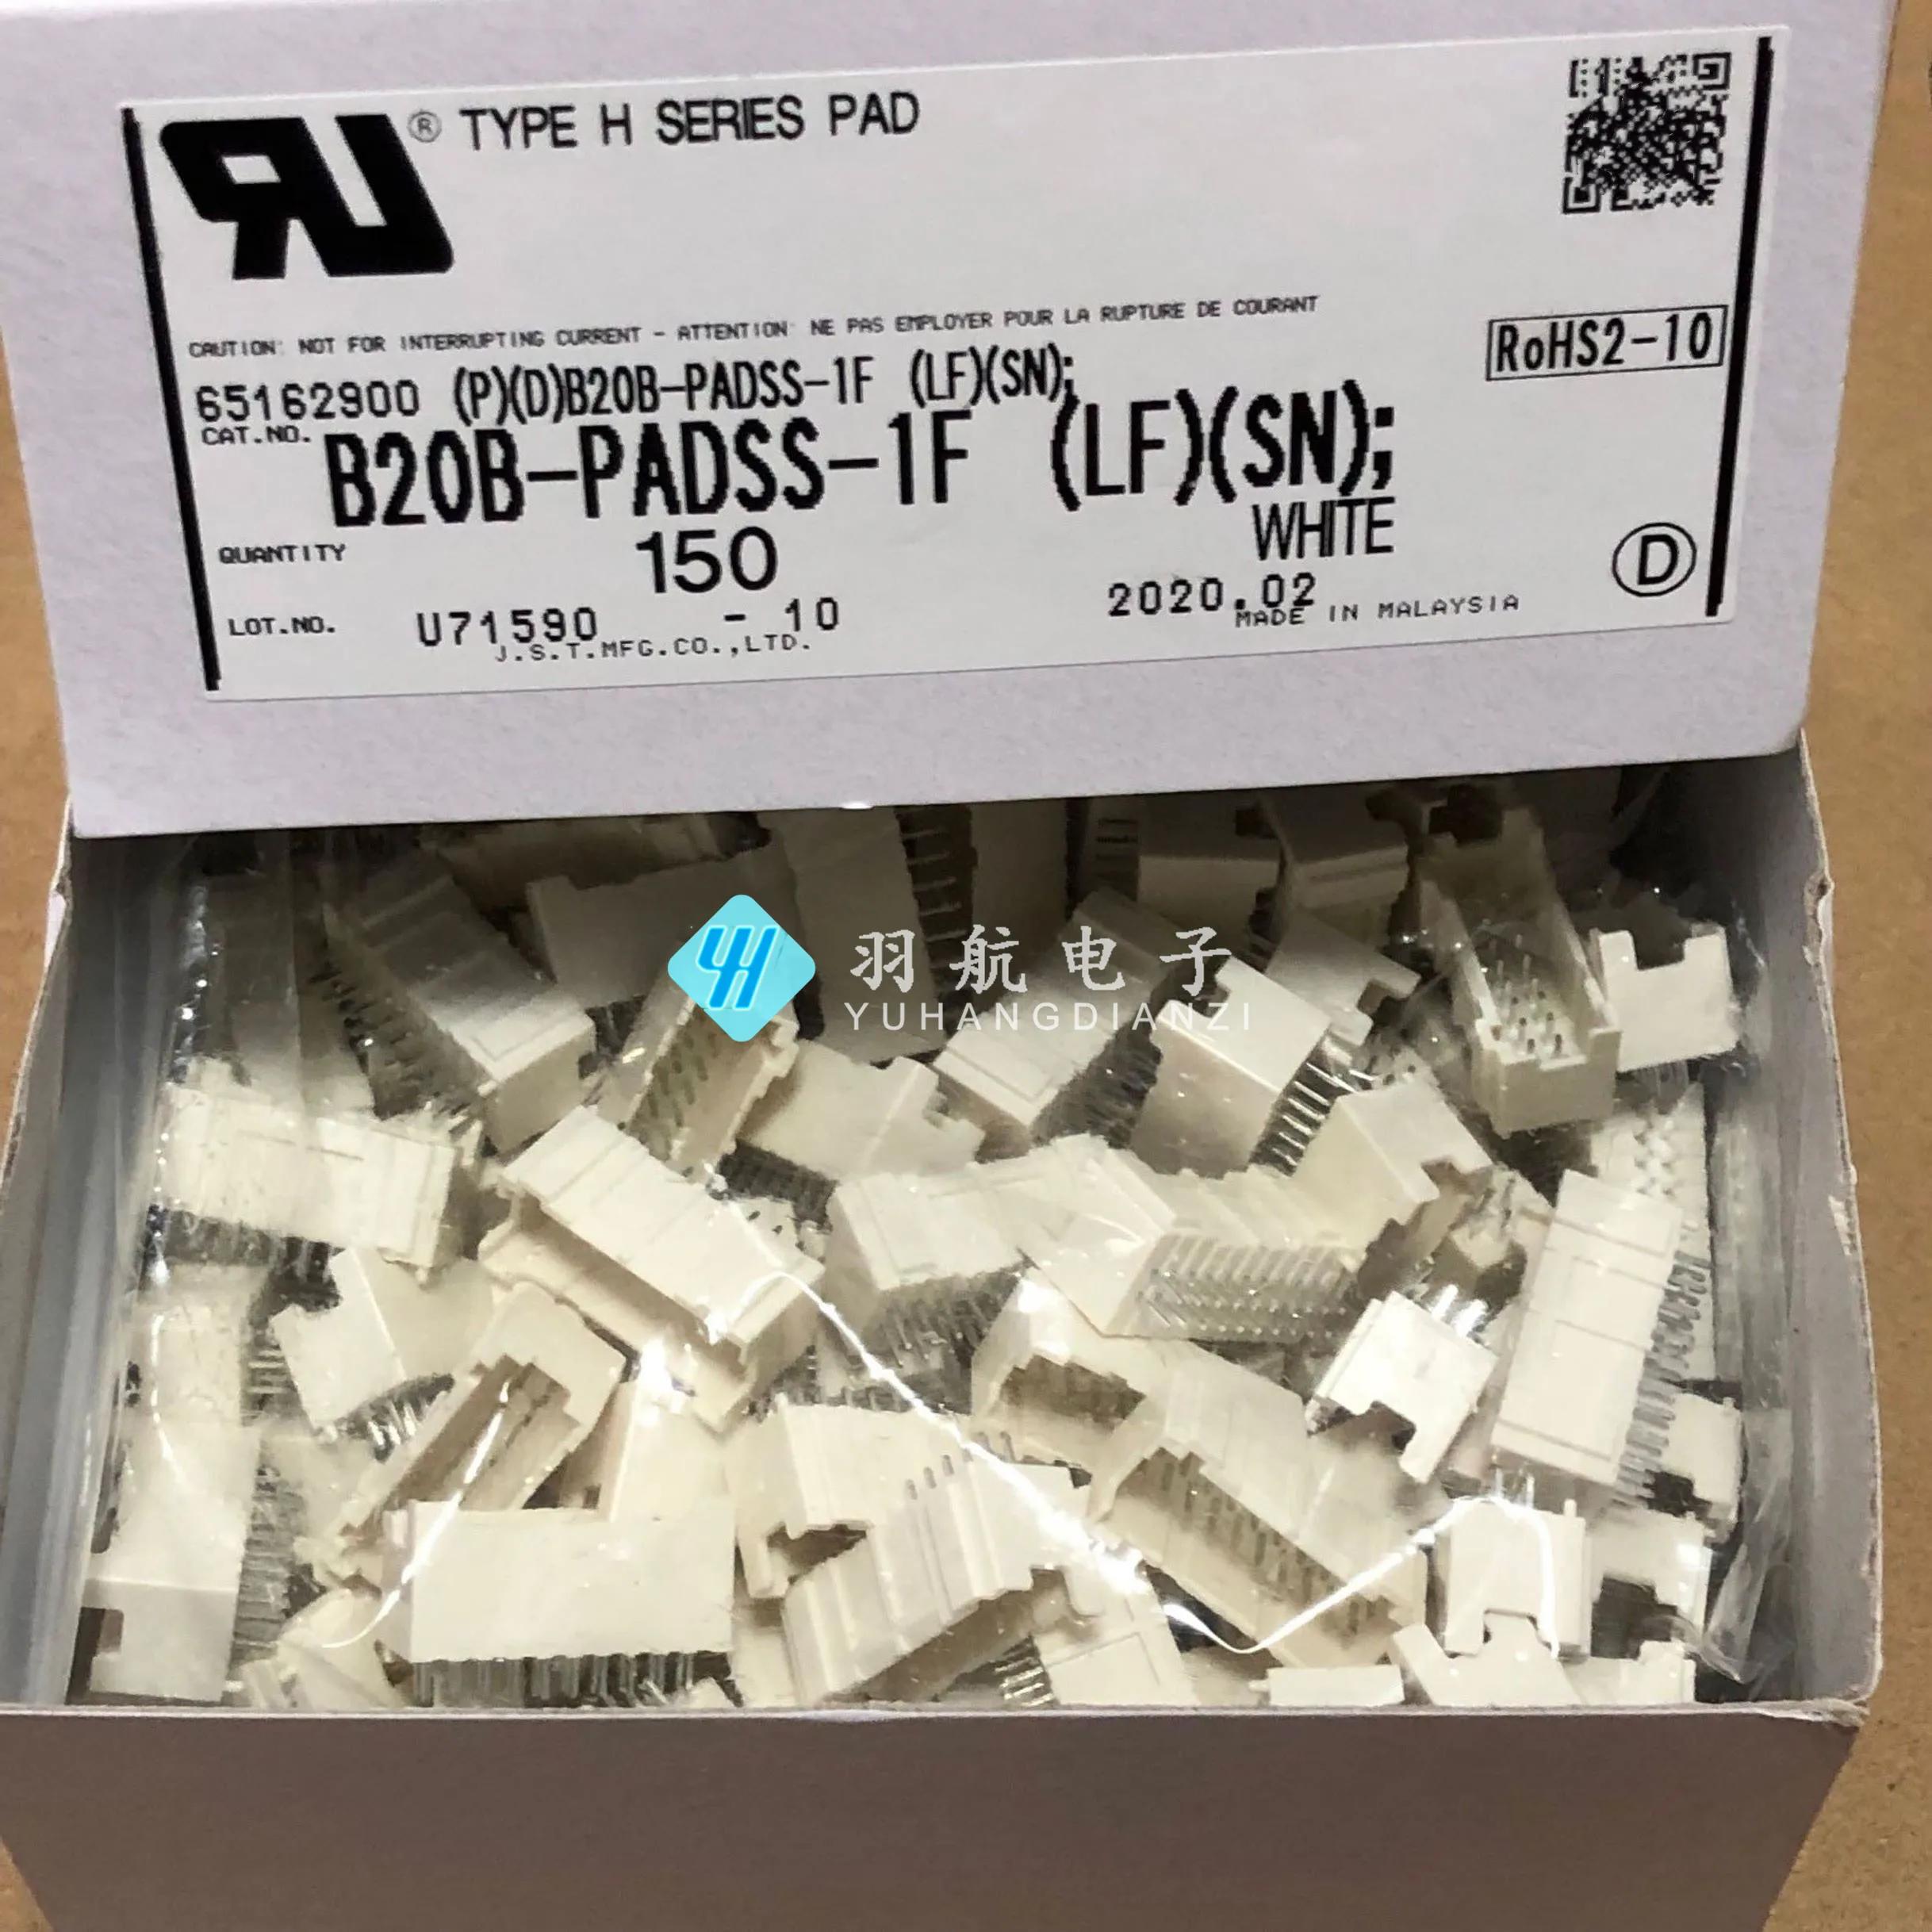 ® TYPE H SERIES PAD
CAUTION: NOT FOR INTERRUPTING CURRENT - ATTENTION: NE PAS EMPLOYER POUR LA RUPTURE DE COURANT
RoHS2-10
65162900 (P)(D)B20B-PADSS-1F (LF)(SN);
CAT.NO. B20B-PADSS-1F (LF)(SN);
WHITE
QUANTITY 150
D
LOT.NO. U71590 - 10 2020.02
J.S.T.MFG.CO.,LTD. MADE IN MALAYSIA
YH 羽航电子
YUHANGDIANZI